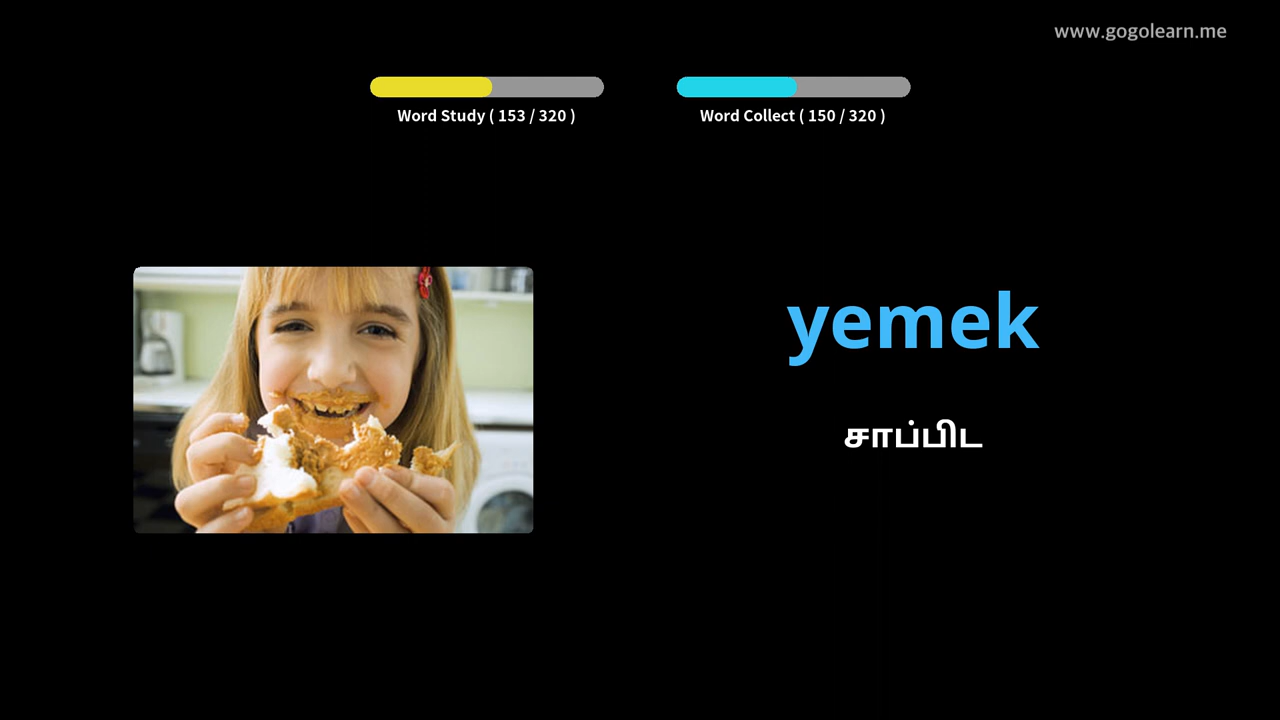 www.gogolearn.me
Word Study ( 153 / 320 )
Word Collect ( 150 / 320 )
yemek
சாப்பிட